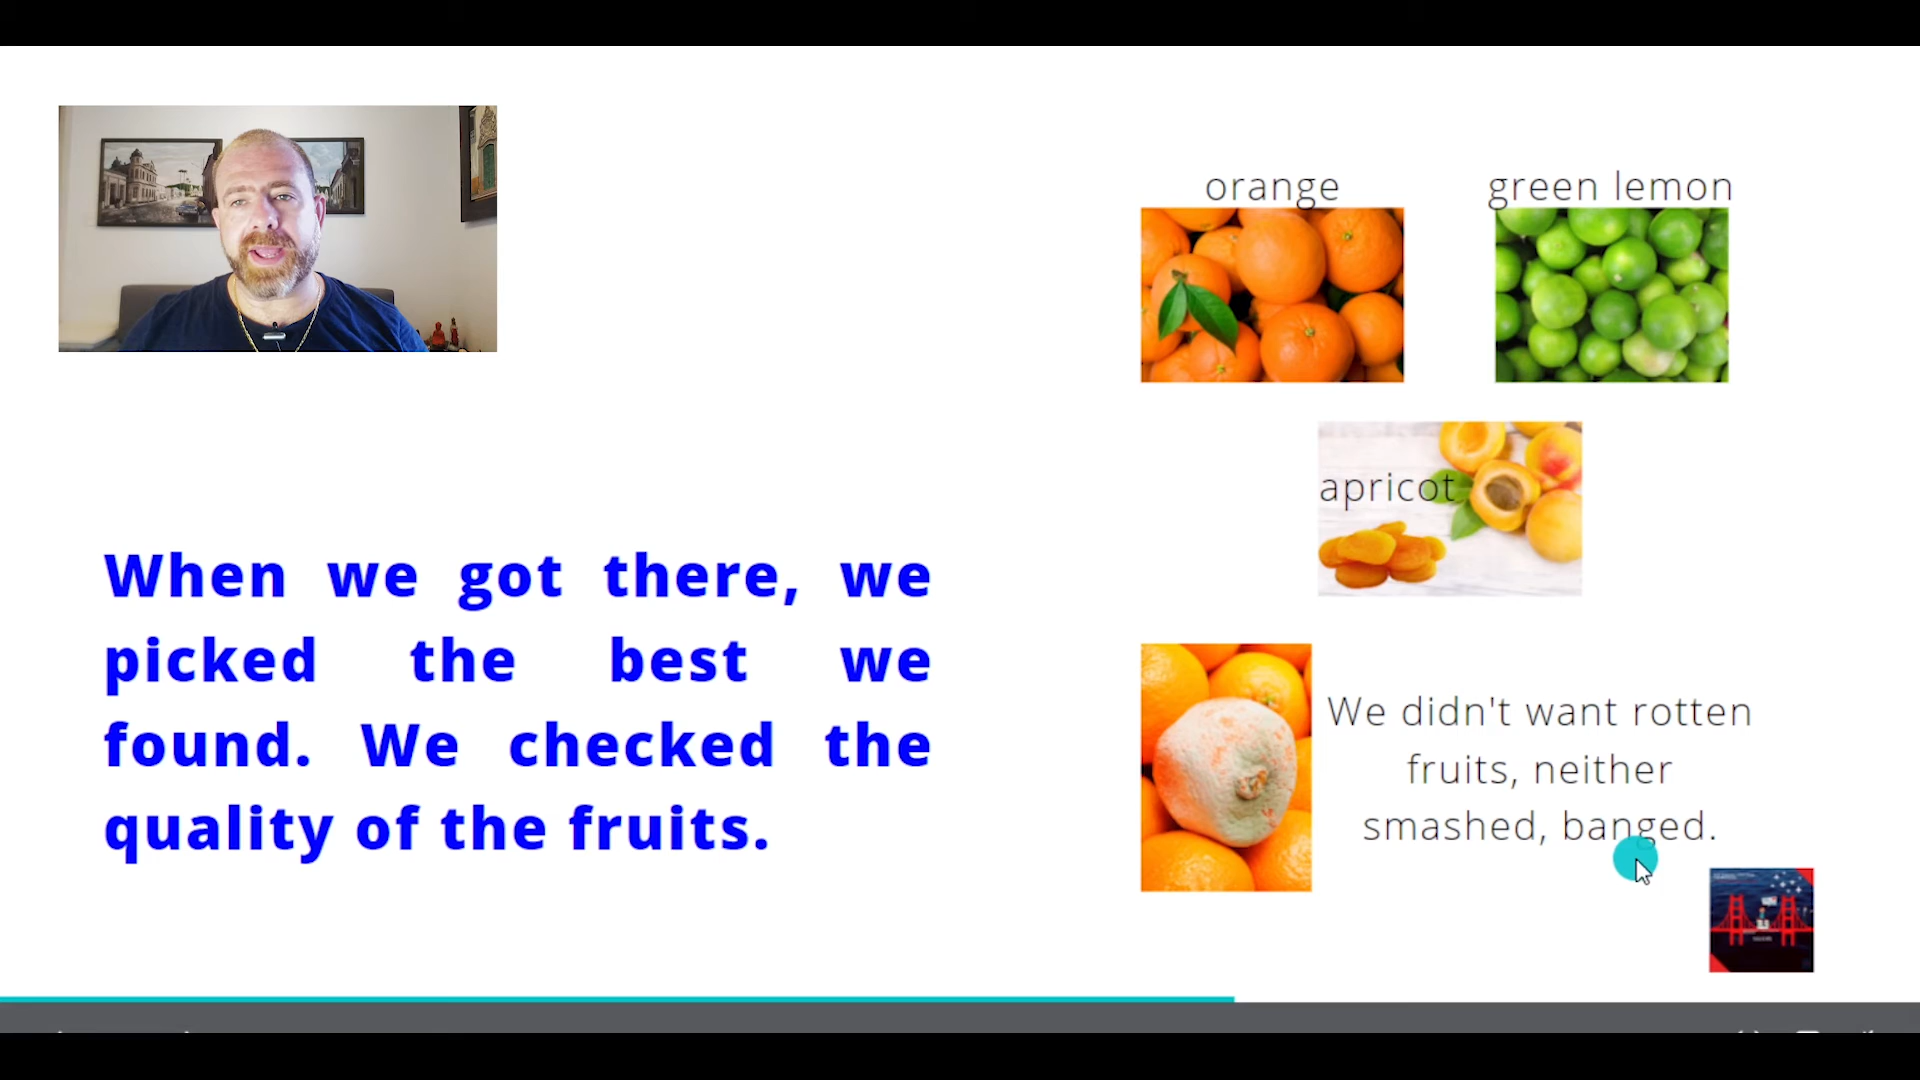 orange
green lemon
apricot
When we got there, we
picked the best we
found. We checked the
quality of the fruits.
We didn't want rotten
fruits, neither
smashed, banged.